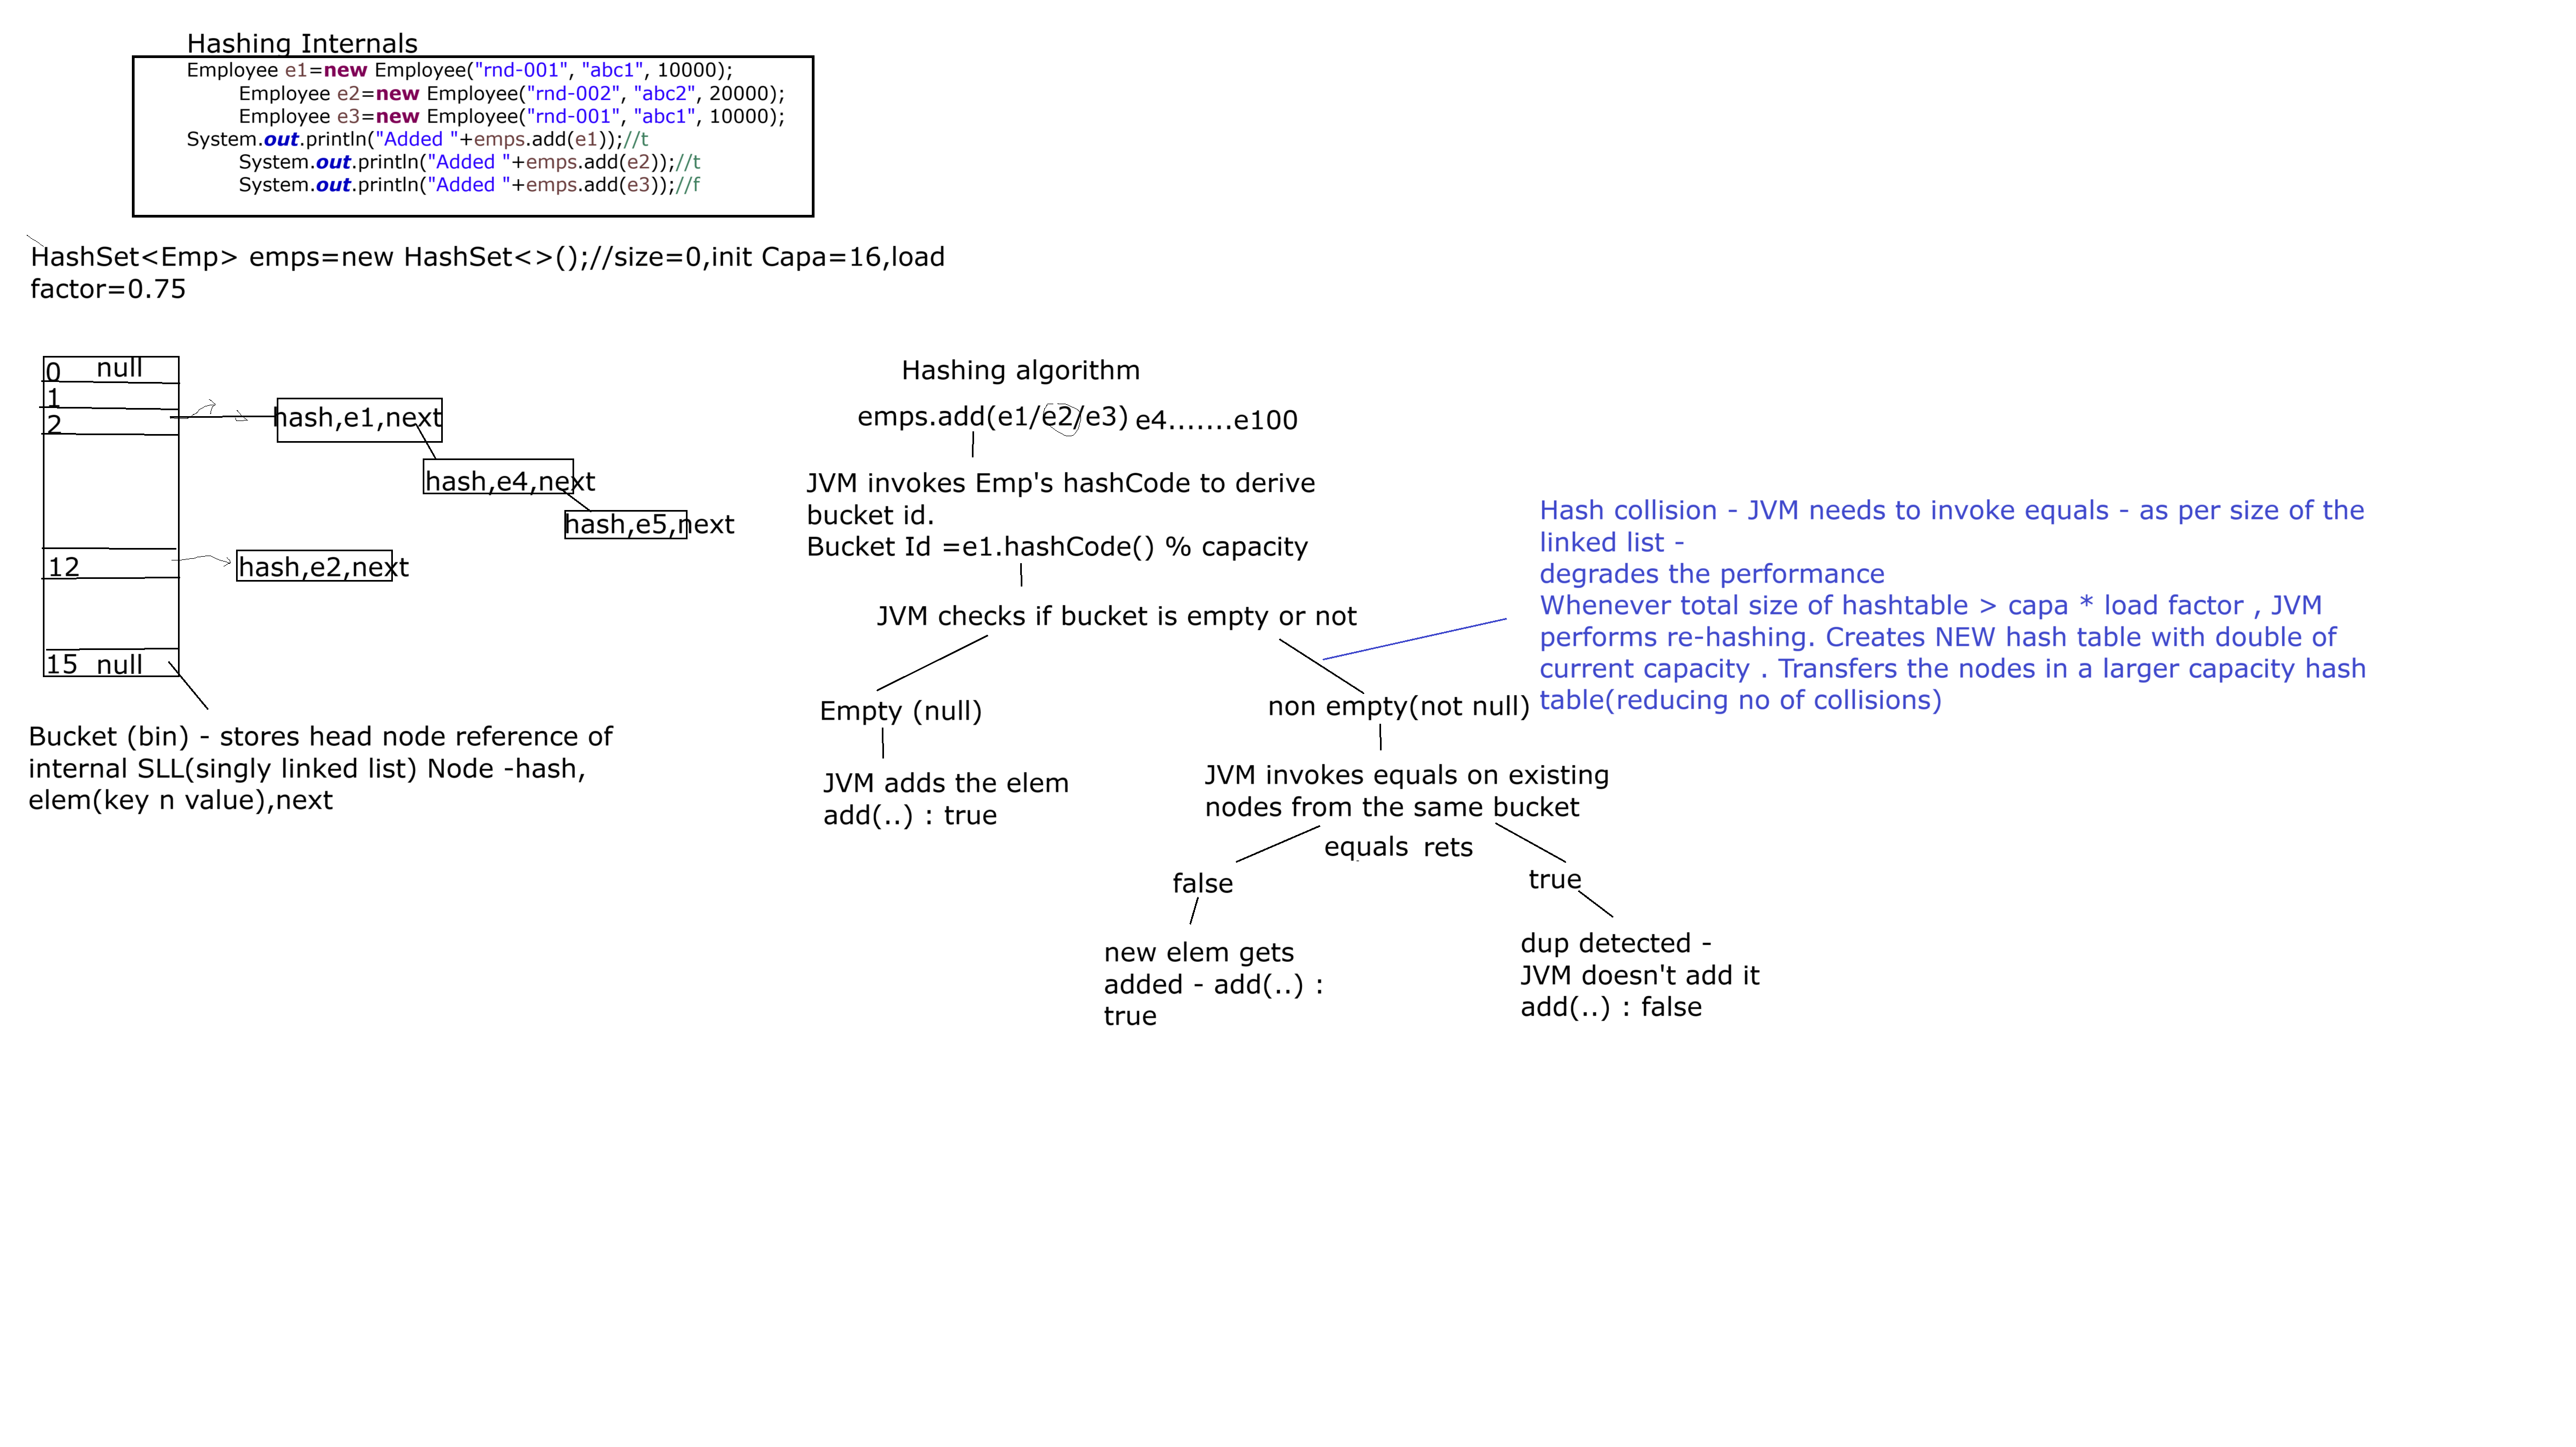 Hashing Internals
Employee e1=new Employee("rnd-001", "abc1", 10000);
Employee e2=new Employee("rnd-002", "abc2", 20000);
Employee e3=new Employee("rnd-001", "abc1", 10000);
System.out.println("Added "+emps.add(e1));//t
System.out.println("Added "+emps.add(e2));//t
System.out.println("Added "+emps.add(e3));//f
HashSet<Emp> emps=new HashSet<>();//size=0,init Capa=16,load
factor=0.75
0 null
1
2
hash,e1,next
hash,e4,next
hash,e5,next
12
hash,e2,next
15 null
Bucket (bin) - stores head node reference of
internal SLL(singly linked list) Node -hash,
elem(key n value),next
Hashing algorithm
emps.add(e1/e2/e3) e4.......e100
JVM invokes Emp's hashCode to derive
bucket id.
Bucket Id =e1.hashCode() % capacity
JVM checks if bucket is empty or not
Empty (null)
JVM adds the elem
add(..) : true
non empty(not null)
JVM invokes equals on existing
nodes from the same bucket
equals rets
false
true
new elem gets
added - add(..) :
true
dup detected -
JVM doesn't add it
add(..) : false
Hash collision - JVM needs to invoke equals - as per size of the
linked list -
degrades the performance
Whenever total size of hashtable > capa * load factor , JVM
performs re-hashing. Creates NEW hash table with double of
current capacity . Transfers the nodes in a larger capacity hash
table(reducing no of collisions)